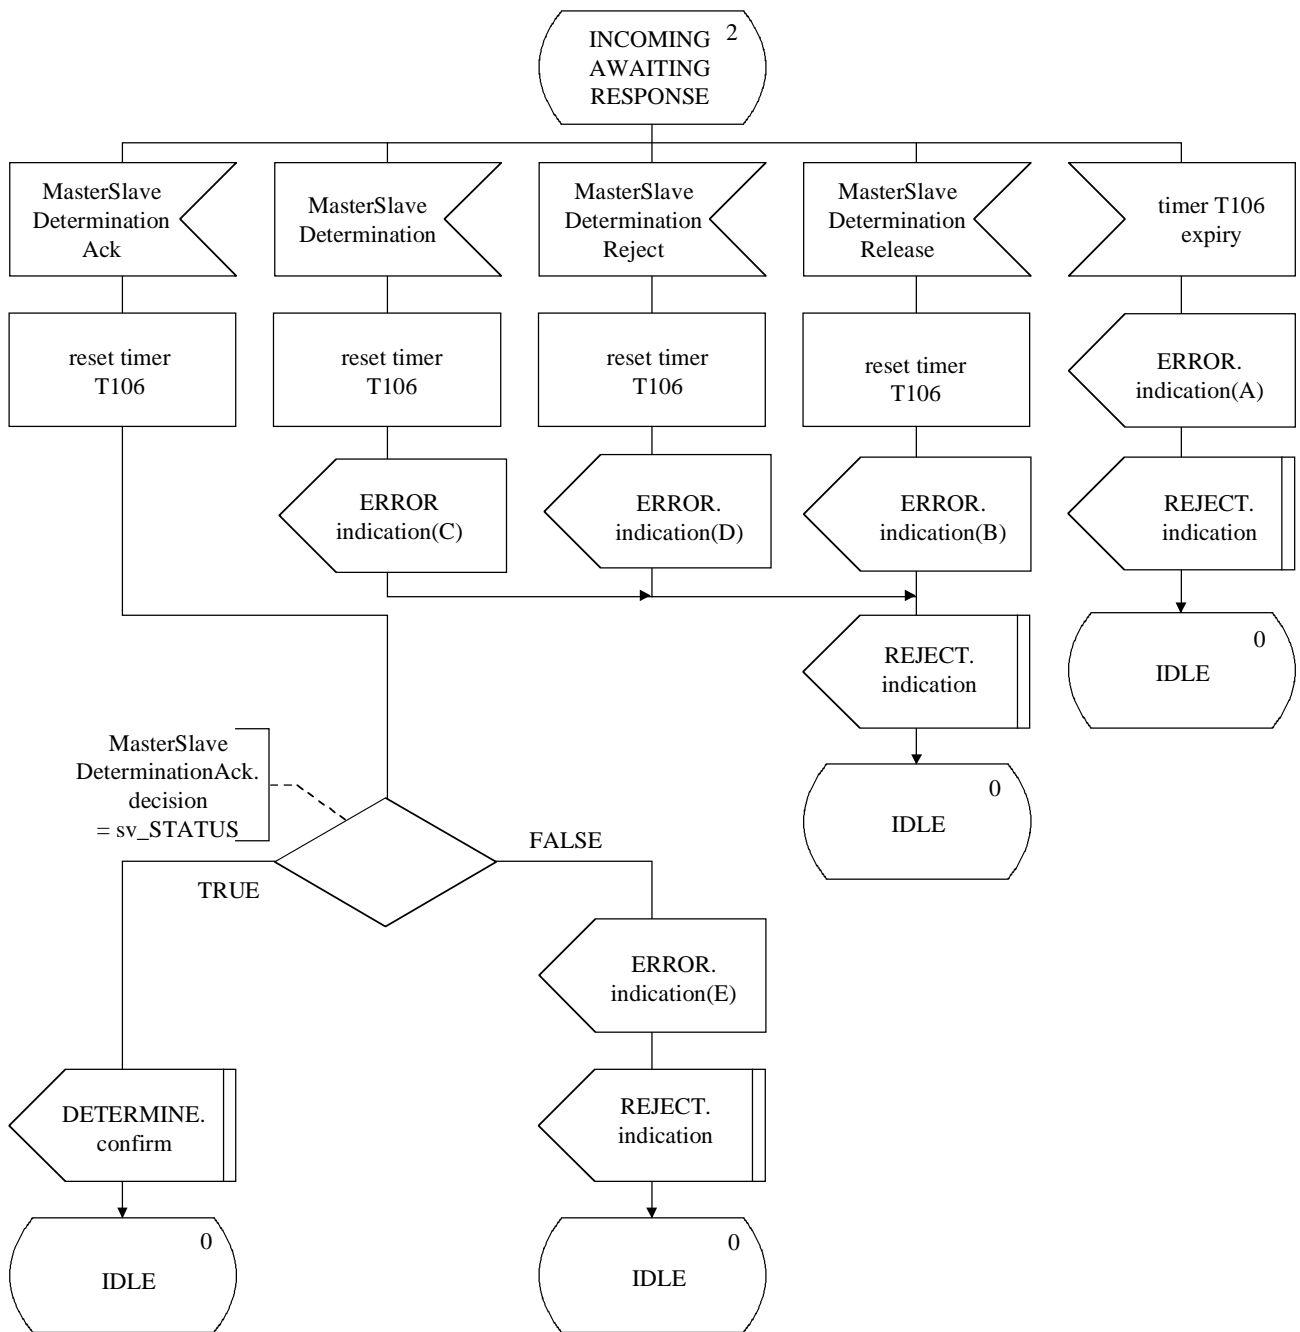 INCOMING 2
AWAITING
RESPONSE
MasterSlave
Determination
Ack
MasterSlave
Determination
MasterSlave
Determination
Reject
MasterSlave
Determination
Release
timer T106
expiry
reset timer
T106
reset timer
T106
reset timer
T106
reset timer
T106
ERROR.
indication(A)
ERROR
indication(C)
ERROR.
indication(D)
ERROR.
indication(B)
REJECT.
indication
REJECT.
indication
0
IDLE
0
IDLE
MasterSlave
DeterminationAck.
decision
= sv_STATUS
TRUE
FALSE
ERROR.
indication(E)
DETERMINE.
confirm
REJECT.
indication
0
IDLE
0
IDLE